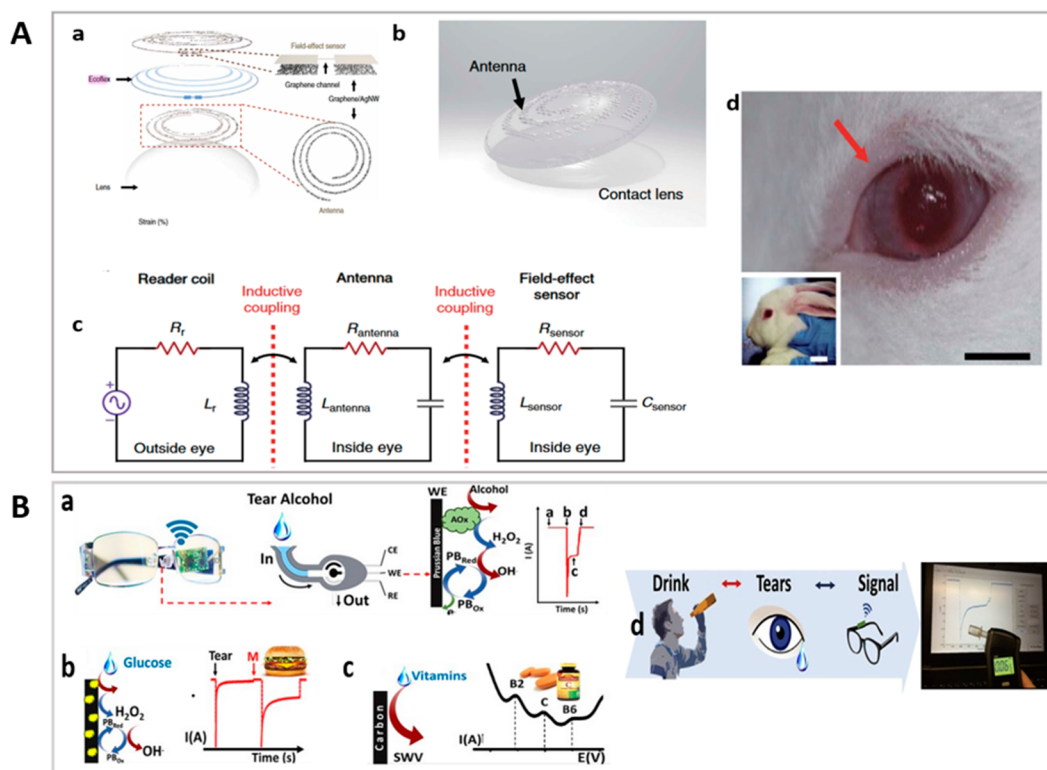 A
a
Field-effect sensor
Ecoflex
Graphene channel
Graphene/AgNW
Lens
Antenna
Strain (%)
b
Antenna
Contact lens
d
Reader coil
Inductive
coupling
Antenna
Inductive
coupling
Field-effect
sensor
c
Rr
Rantenna
Rsensor
+
−
Lr
Lantenna
Lsensor
Csensor
Outside eye
Inside eye
Inside eye
B
a
Tear Alcohol
In
Out
CE
WE
RE
WE
Alcohol
Prussian Blue
AOx
H2O2
PBRed
OH
PBOx
I (A)
a b d
c
Time (s)
d
Drink
Tears
Signal
b
Glucose
H2O2
PBRed
PBOx
OH·
Tear
M
I(A)
Time (s)
c
Vitamins
Carbon
SWV
B2
C
B6
C
I(A)
E(V)